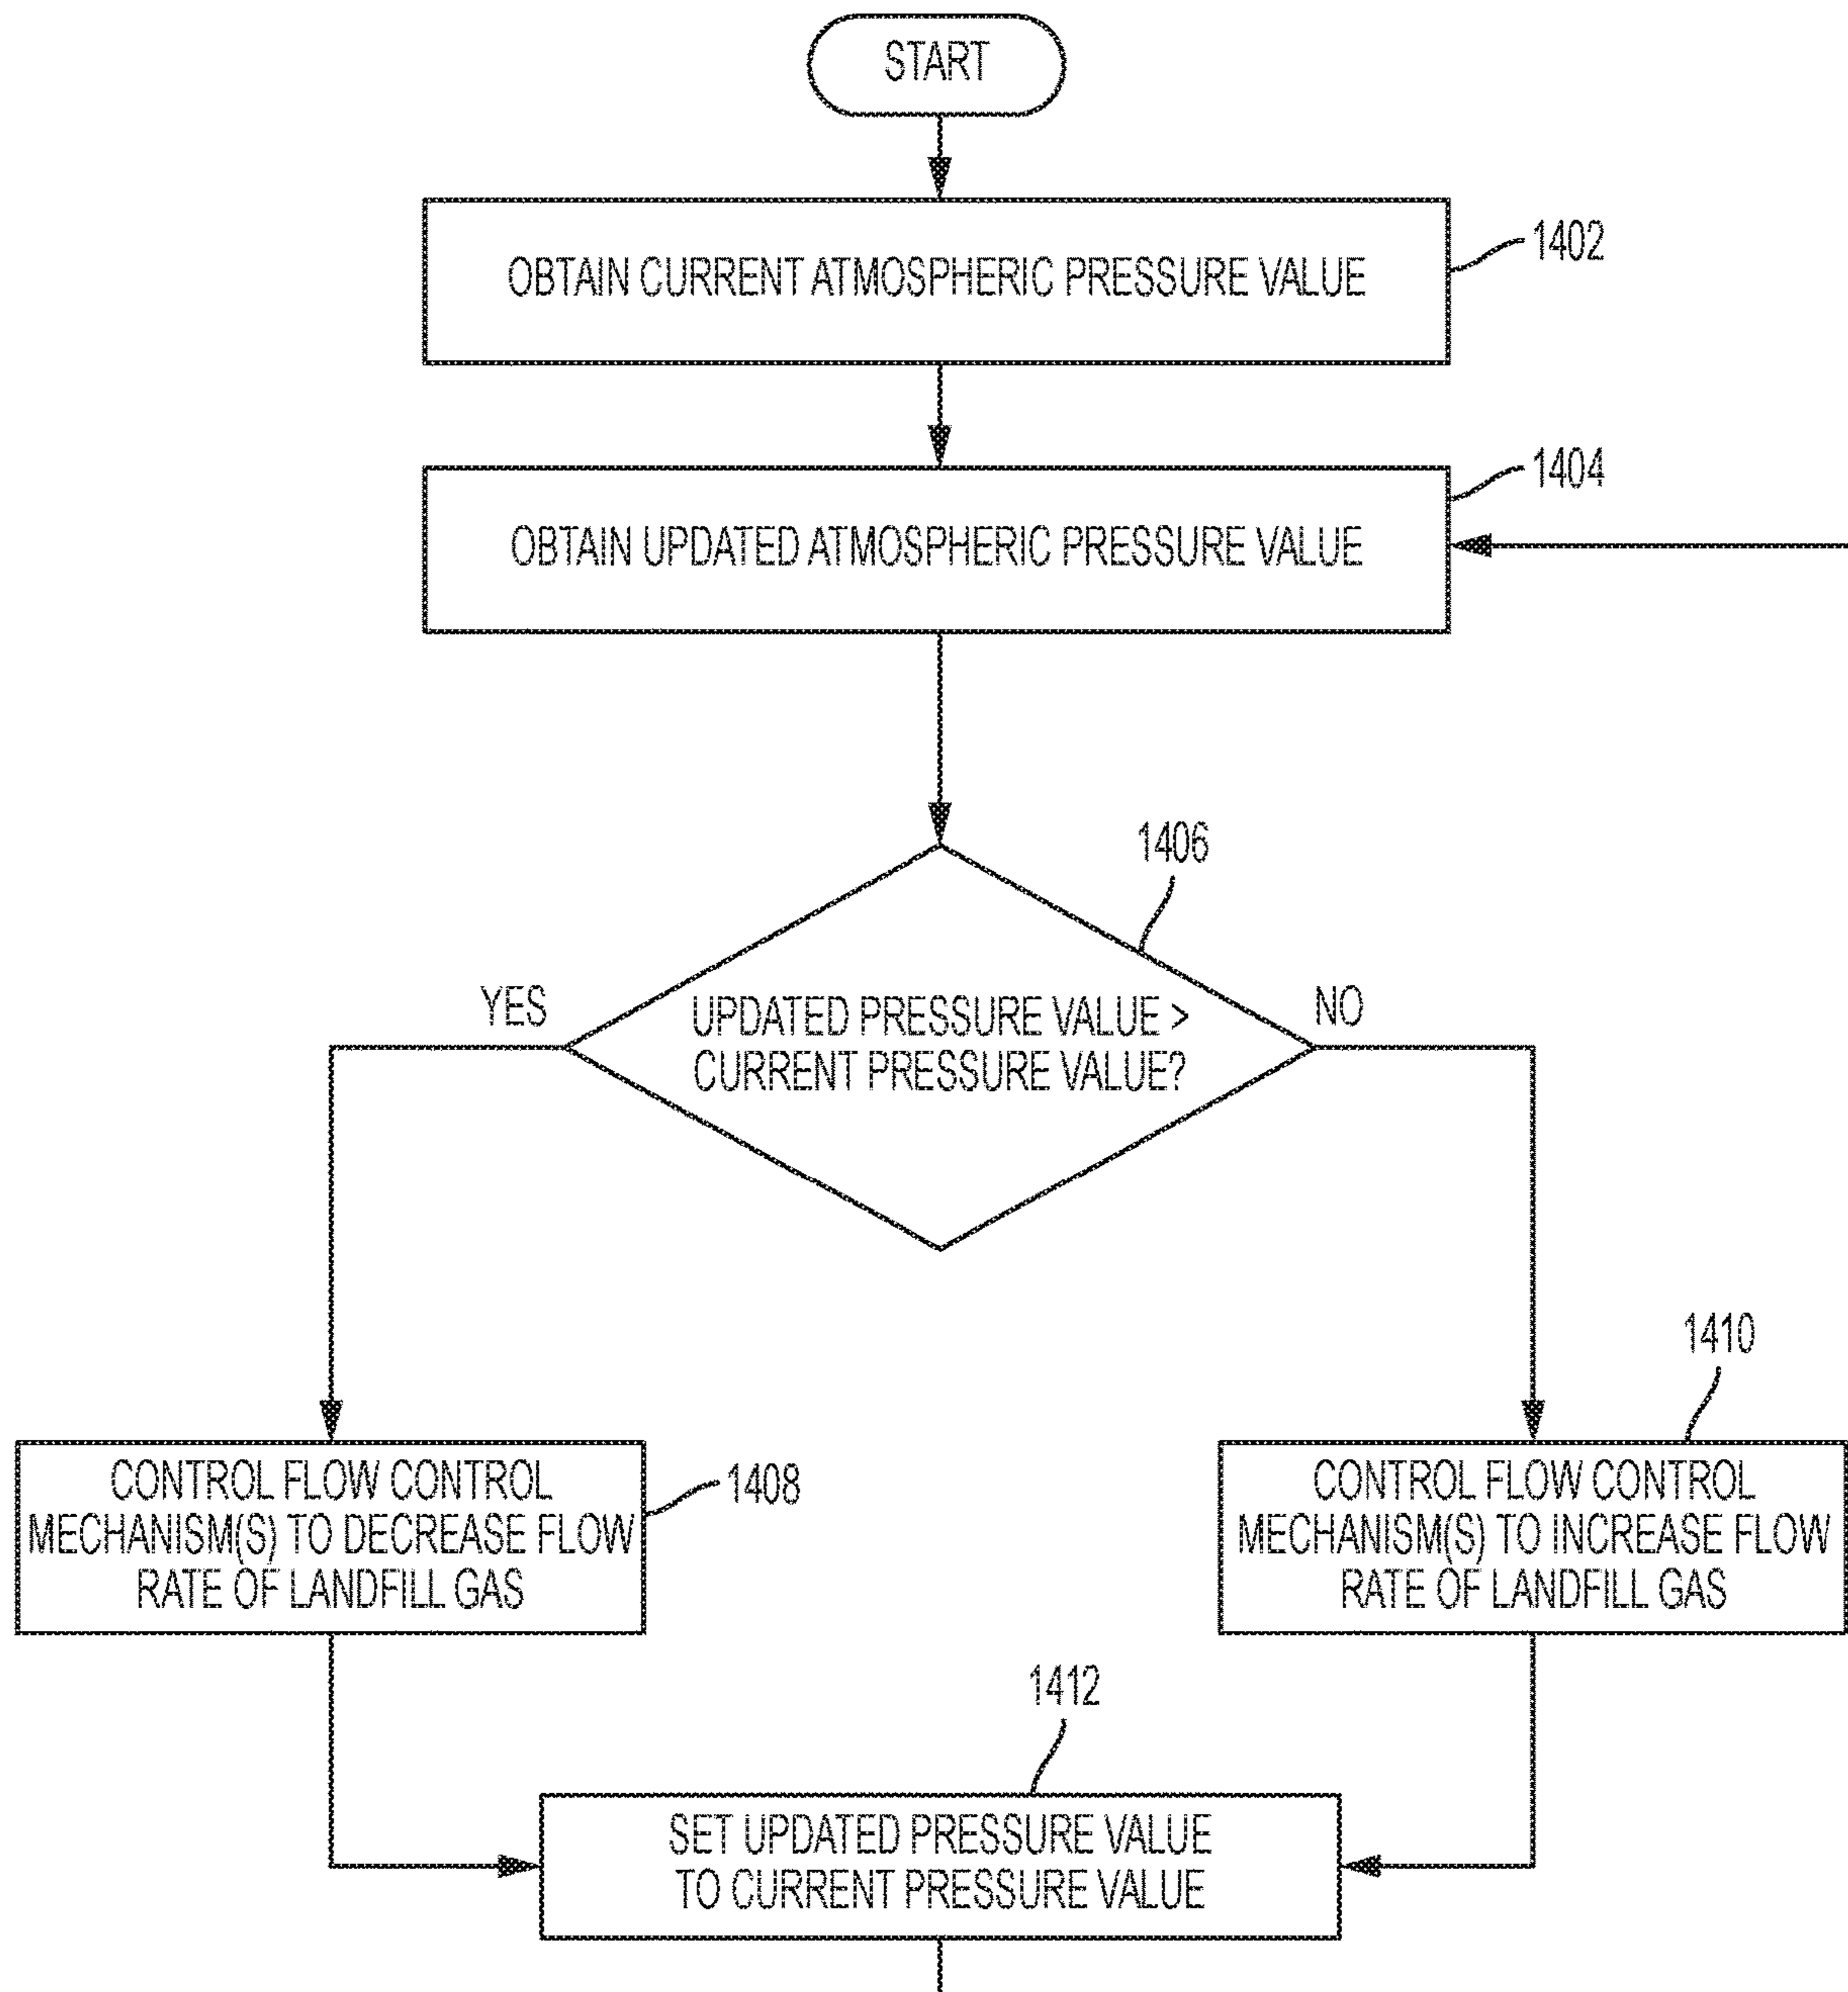 START
OBTAIN CURRENT ATMOSPHERIC PRESSURE VALUE
1402
OBTAIN UPDATED ATMOSPHERIC PRESSURE VALUE
1404
1406
YES
UPDATED PRESSURE VALUE >
CURRENT PRESSURE VALUE?
NO
CONTROL FLOW CONTROL
MECHANISM(S) TO DECREASE FLOW
RATE OF LANDFILL GAS
1408
1410
CONTROL FLOW CONTROL
MECHANISM(S) TO INCREASE FLOW
RATE OF LANDFILL GAS
1412
SET UPDATED PRESSURE VALUE
TO CURRENT PRESSURE VALUE